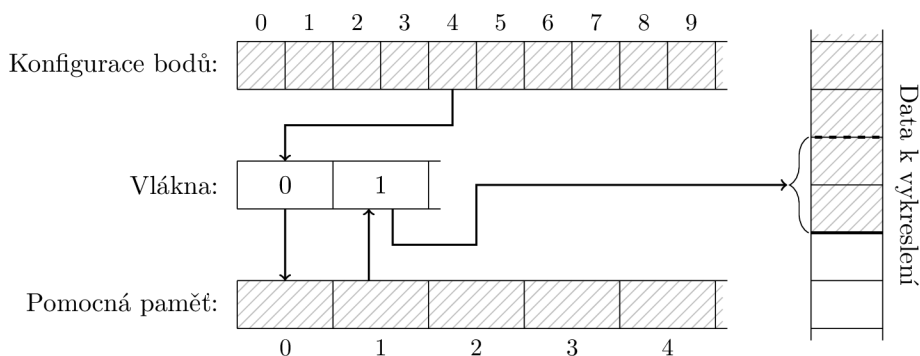 0 1 2 3 4 5 6 7 8 9
Konfigurace bodů:
Vlákna: 0 1
Pomocná paměť:
0 1 2 3 4
Data k vykreslení